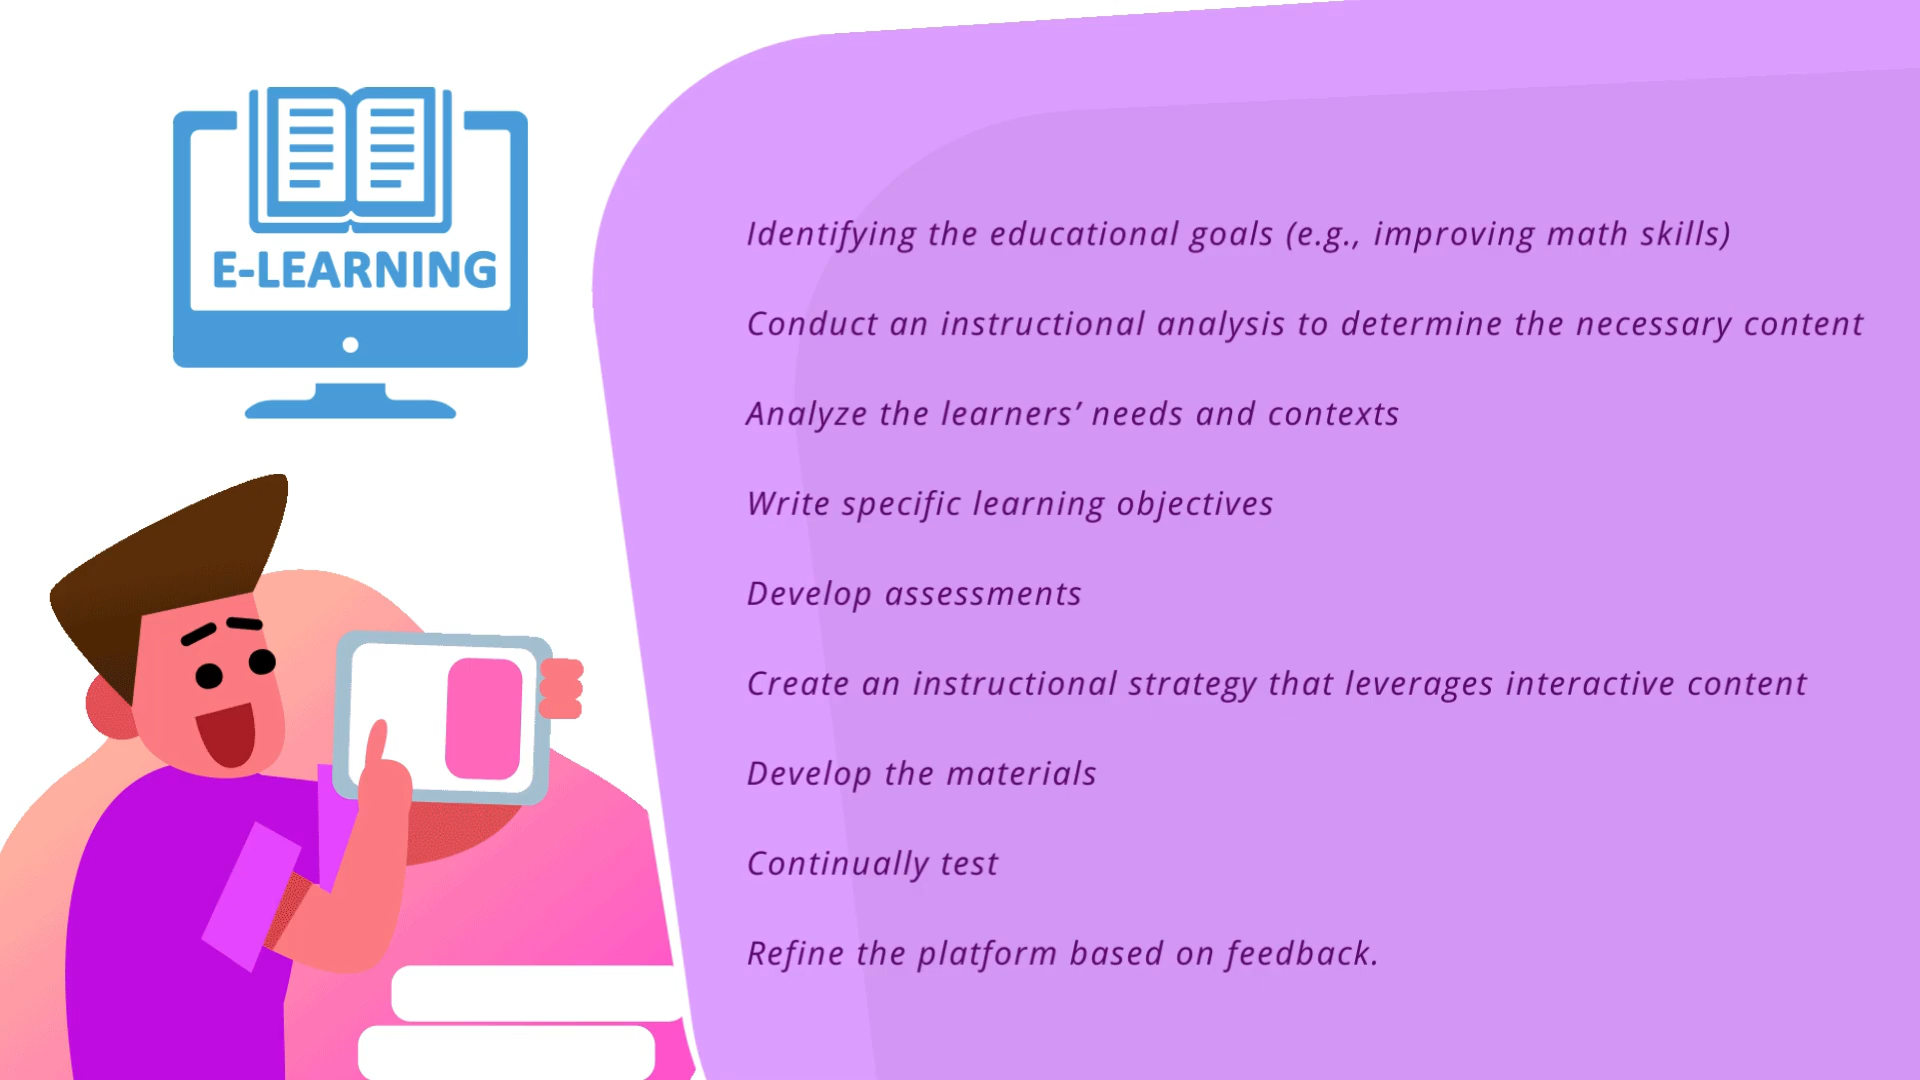 E-LEARNING
Identifying the educational goals (e.g., improving math skills)
Conduct an instructional analysis to determine the necessary content
Analyze the learners’ needs and contexts
Write specific learning objectives
Develop assessments
Create an instructional strategy that leverages interactive content
Develop the materials
Continually test
Refine the platform based on feedback.